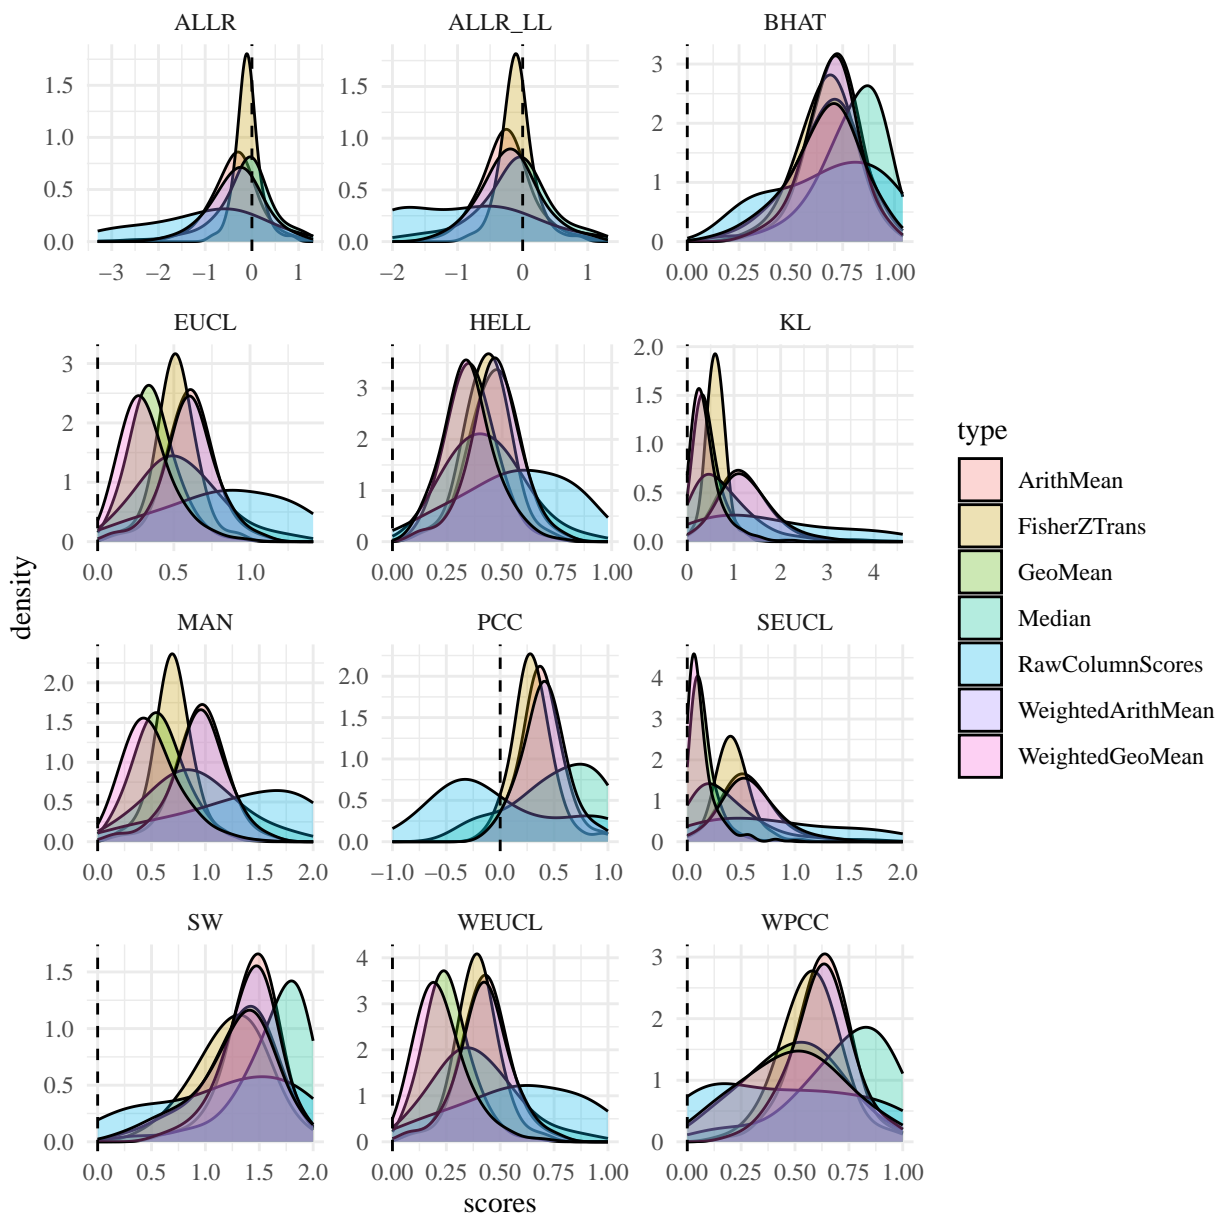 ALLR ALLR_LL BHAT
0.0 0.5 1.0 1.5
−3 −2 −1 0 1
0.0 0.5 1.0 1.5
−2 −1 0 1
0 1 2 3
0.00 0.25 0.50 0.75 1.00
EUCL HELL KL
0 1 2 3
0.0 0.5 1.0
0 1 2 3
0.00 0.25 0.50 0.75 1.00
0.0 0.5 1.0 1.5 2.0
0 1 2 3 4
MAN PCC SEUCL
0.0 0.5 1.0 1.5 2.0
0.0 0.5 1.0 1.5 2.0
0.0 0.5 1.0 1.5 2.0
−1.0 −0.5 0.0 0.5 1.0
0 1 2 3 4
0.0 0.5 1.0 1.5 2.0
SW WEUCL WPCC
0.0 0.5 1.0 1.5
0.0 0.5 1.0 1.5 2.0
0 1 2 3 4
0.00 0.25 0.50 0.75 1.00
0 1 2 3
0.00 0.25 0.50 0.75 1.00
density
scores
type
ArithMean
FisherZTrans
GeoMean
Median
RawColumnScores
WeightedArithMean
WeightedGeoMean